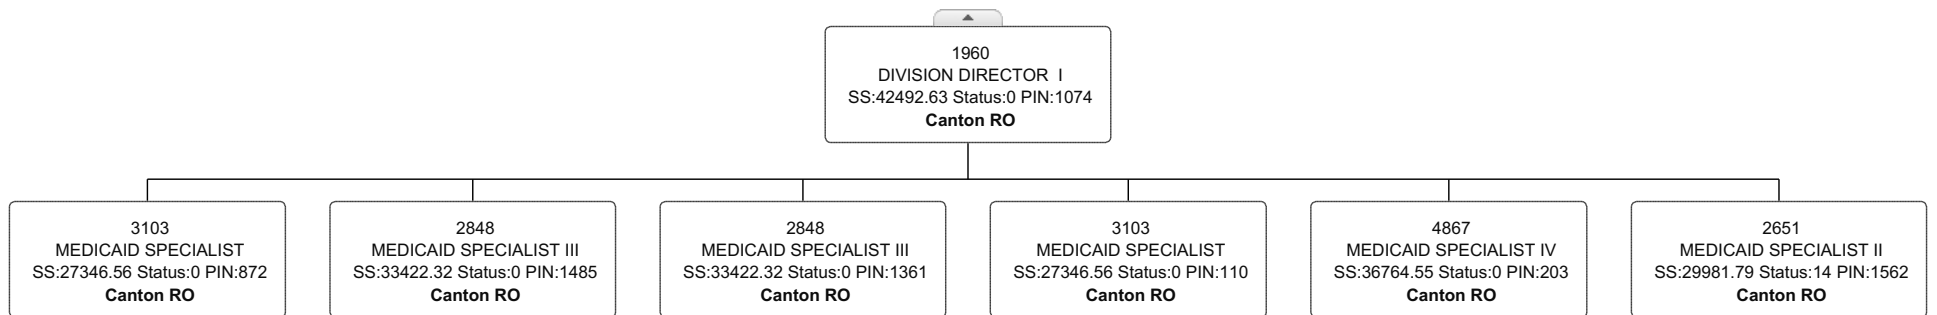 1960
DIVISION DIRECTOR I
SS:42492.63 Status:0 PIN:1074
Canton RO
3103
MEDICAID SPECIALIST
SS:27346.56 Status:0 PIN:872
Canton RO
2848
MEDICAID SPECIALIST III
SS:33422.32 Status:0 PIN:1485
Canton RO
2848
MEDICAID SPECIALIST III
SS:33422.32 Status:0 PIN:1361
Canton RO
3103
MEDICAID SPECIALIST
SS:27346.56 Status:0 PIN:110
Canton RO
4867
MEDICAID SPECIALIST IV
SS:36764.55 Status:0 PIN:203
Canton RO
2651
MEDICAID SPECIALIST II
SS:29981.79 Status:14 PIN:1562
Canton RO